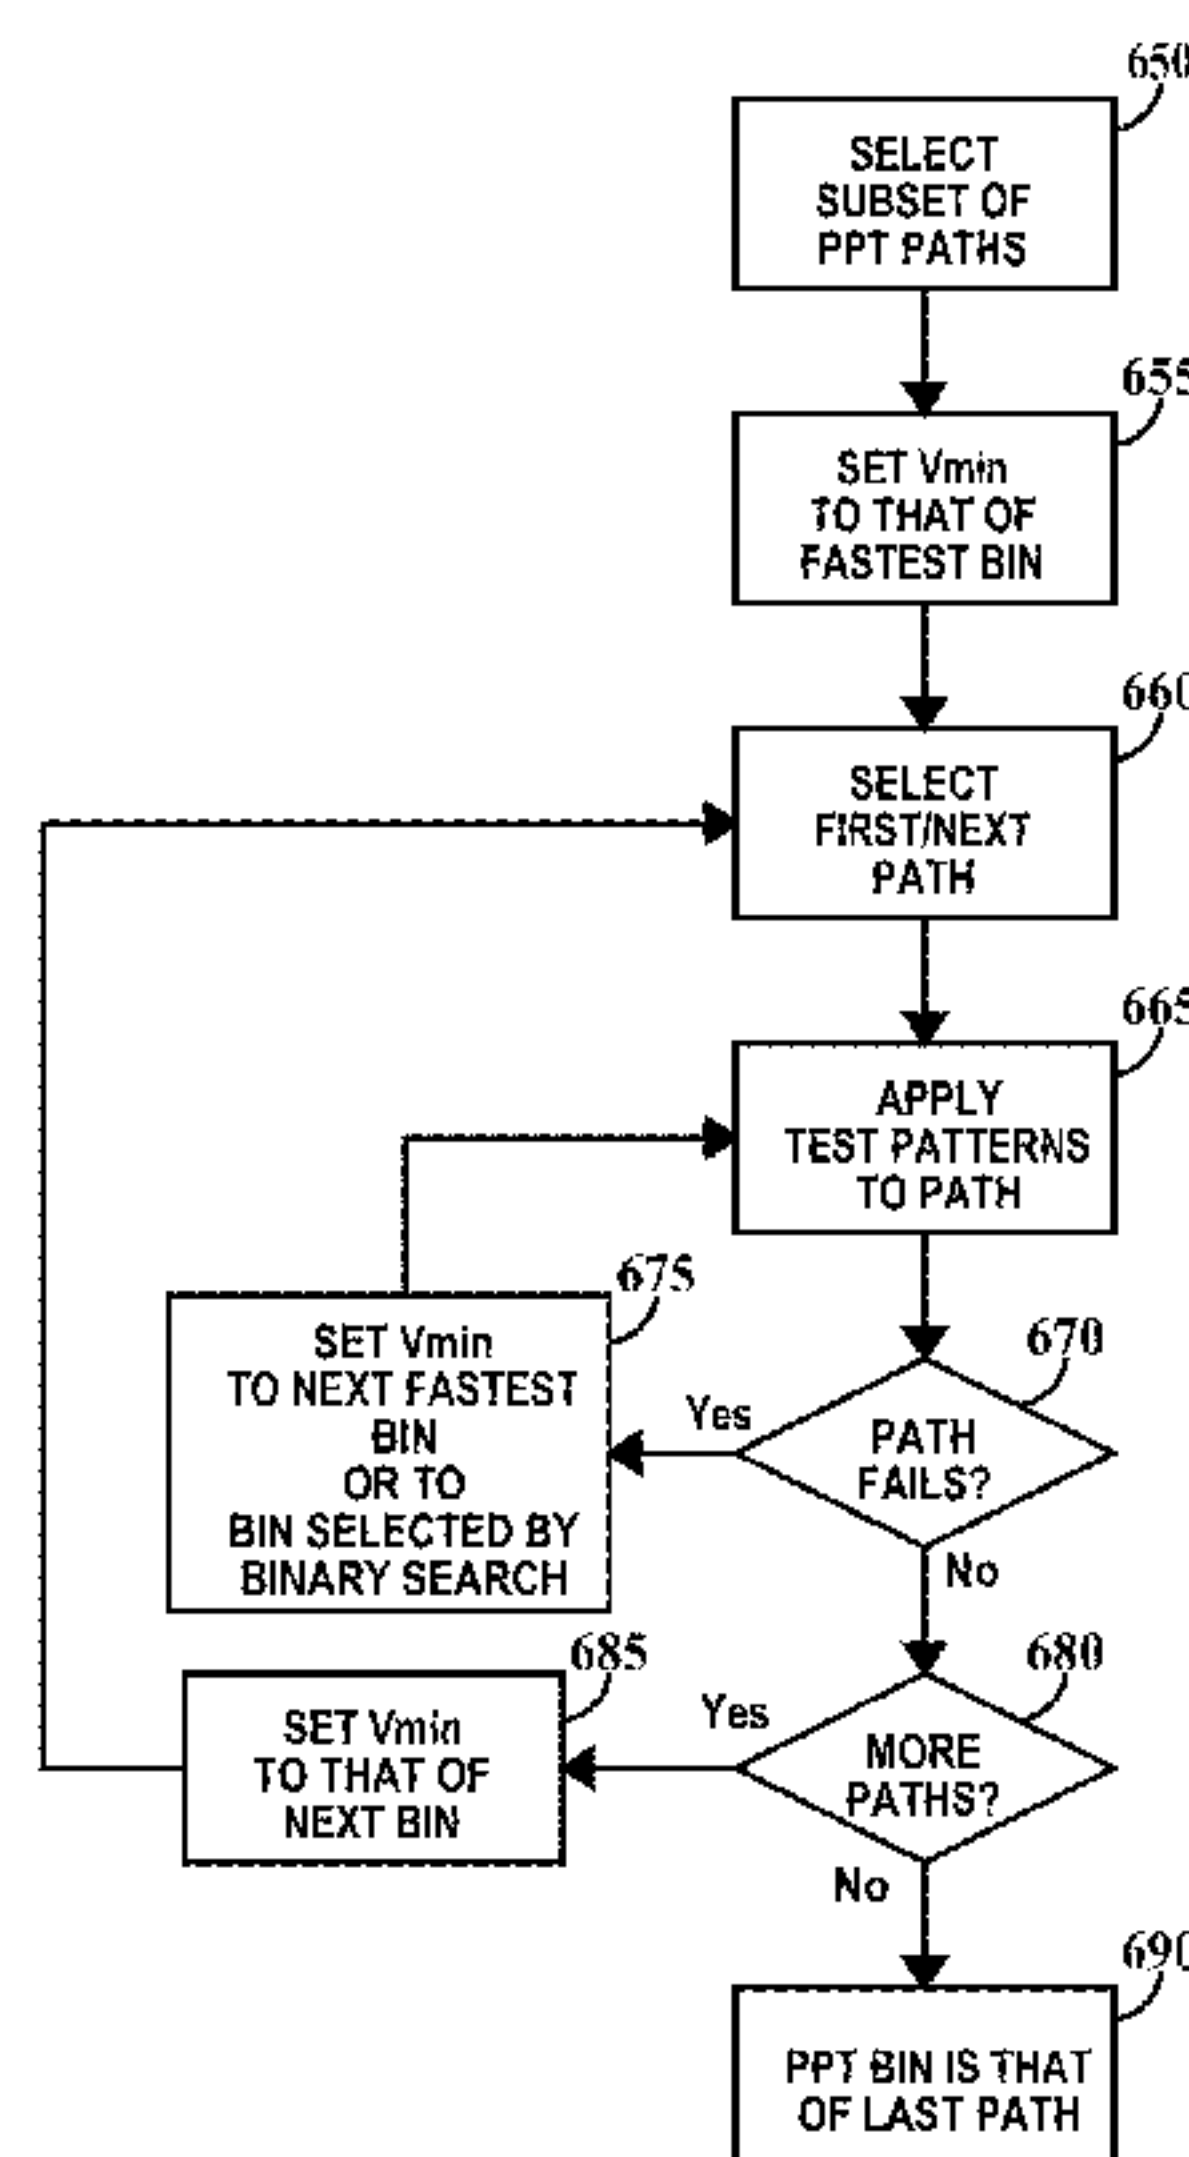 650
SELECT
SUBSET OF
PPT PATHS
655
SET Vmin
TO THAT OF
FASTEST BIN
660
SELECT
FIRST/NEXT
PATH
665
APPLY
TEST PATTERNS
TO PATH
675
SET Vmin
TO NEXT FASTEST
BIN
OR TO
BIN SELECTED BY
BINARY SEARCH
670
Yes
PATH
FAILS?
No
685
SET Vmin
TO THAT OF
NEXT BIN
680
Yes
MORE
PATHS?
No
690
PPT BIN IS THAT
OF LAST PATH